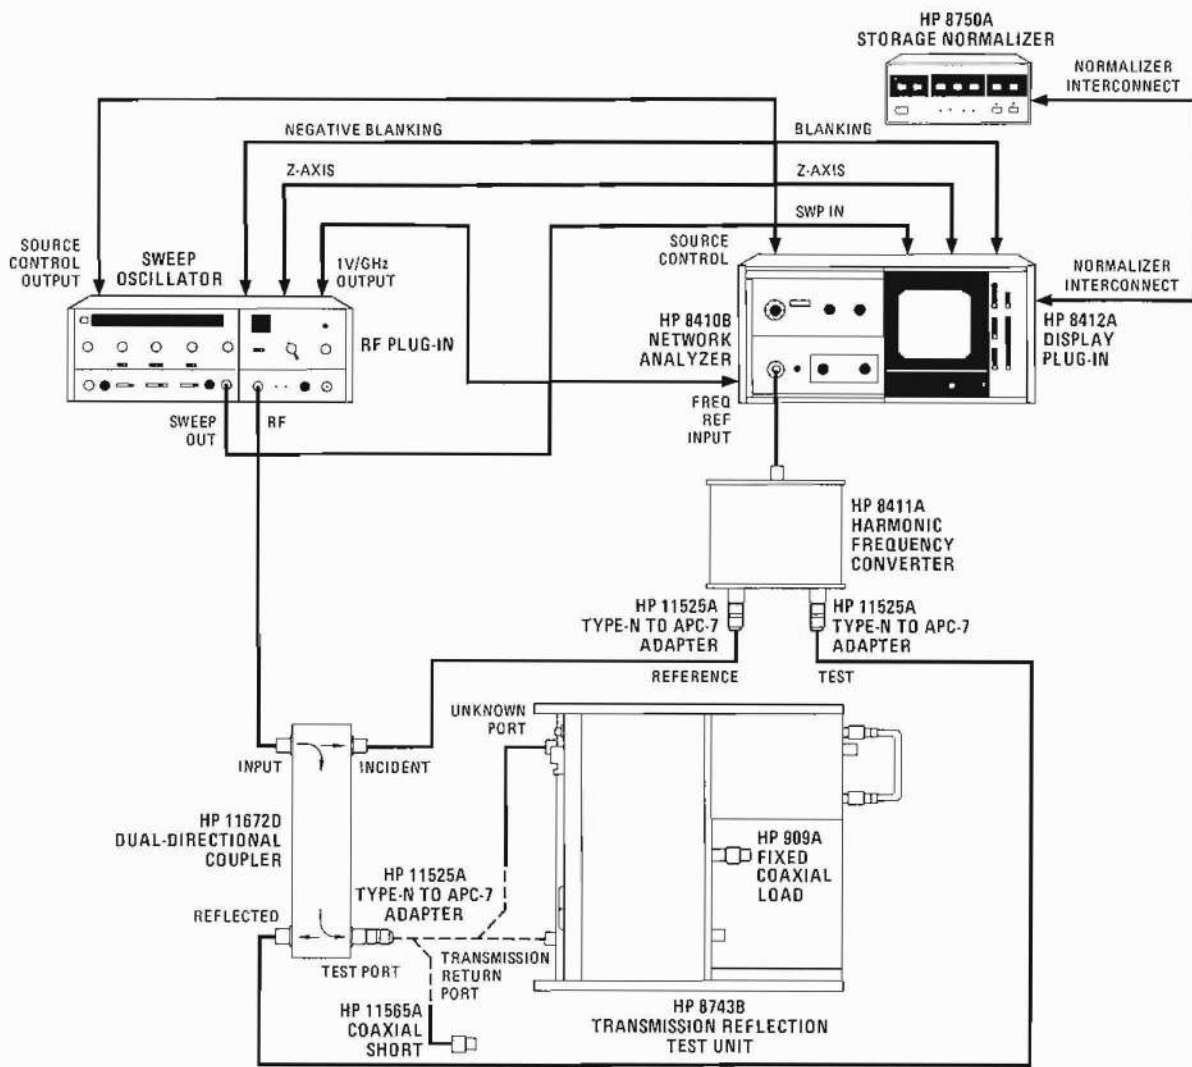 HP 8750A
STORAGE NORMALIZER
NORMALIZER
INTERCONNECT
NEGATIVE BLANKING
BLANKING
Z-AXIS
Z-AXIS
SWP IN
SOURCE
CONTROL
OUTPUT
SWEEP
OSCILLATOR
1V/GHz
OUTPUT
SOURCE
CONTROL
NORMALIZER
INTERCONNECT
RF PLUG-IN
HP 8410B
NETWORK
ANALYZER
HP 8412A
DISPLAY
PLUG-IN
SWEEP
OUT
RF
FREQ
REF
INPUT
HP 8411A
HARMONIC
FREQUENCY
CONVERTER
HP 11525A
TYPE-N TO APC-7
ADAPTER
HP 11525A
TYPE-N TO APC-7
ADAPTER
REFERENCE
TEST
UNKNOWN
PORT
INPUT
INCIDENT
HP 11672D
DUAL-DIRECTIONAL
COUPLER
HP 909A
FIXED
COAXIAL
LOAD
HP 11525A
TYPE-N TO APC-7
ADAPTER
REFLECTED
TEST PORT
TRANSMISSION
RETURN
PORT
HP 11565A
COAXIAL
SHORT
HP 8743B
TRANSMISSION REFLECTION
TEST UNIT